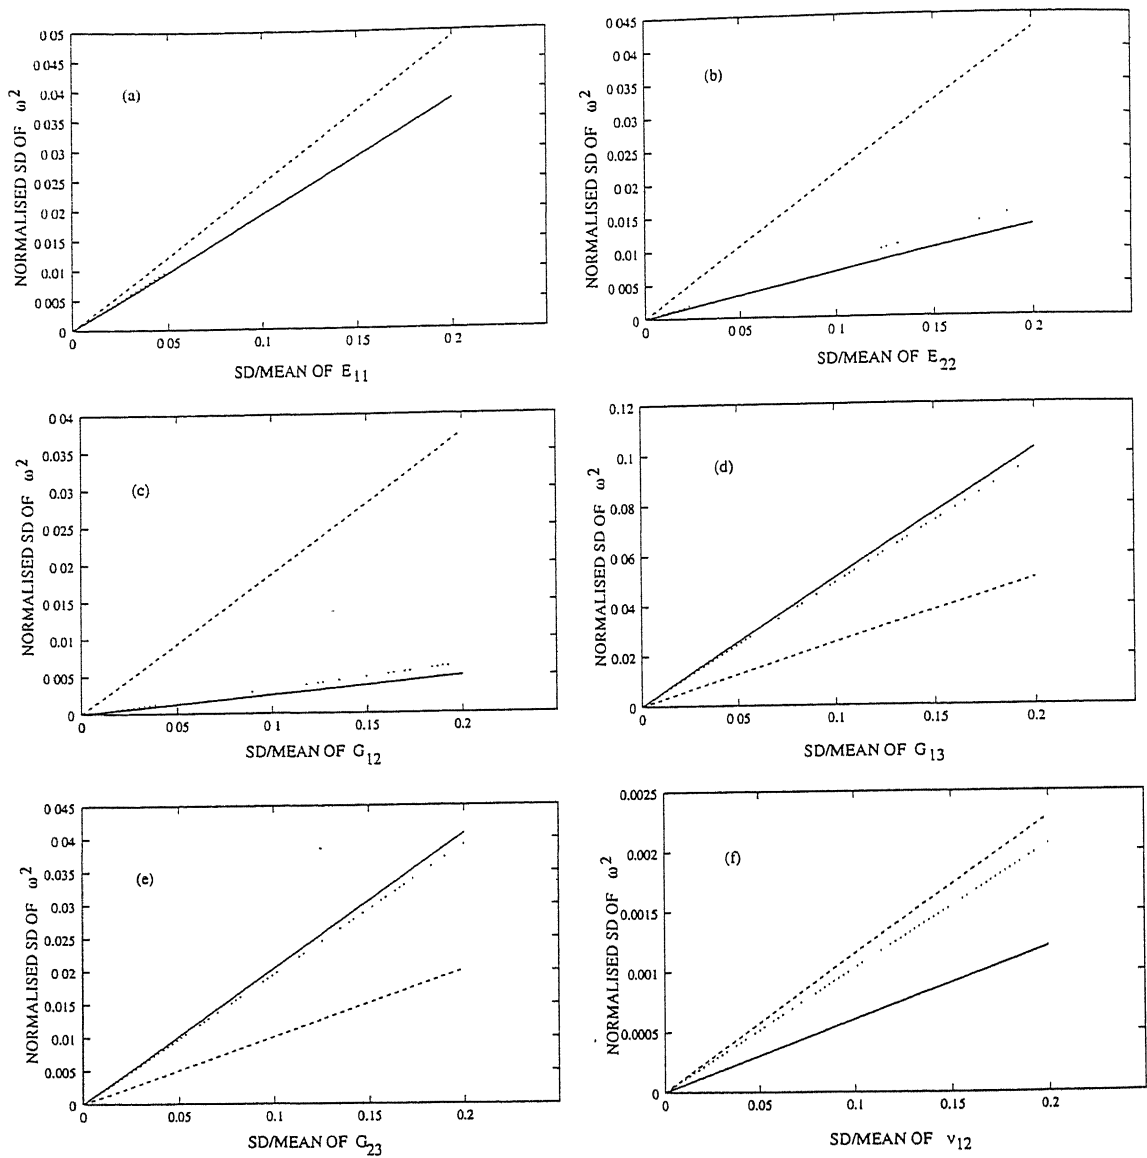 (a)
NORMALISED SD OF ω2
0 05
0 045
0 04
0 035
0 03
0 025
0 02
0 015
0 01
0 005
0
0 0 05 0 1 0 15 0 2
SD/MEAN OF E11
(b)
NORMALISED SD OF ω2
0 045
0 04
0 035
0 03
0.025
0 02
0.015
0 01
0 005
0
0 0 05 0 1 0 15 0 2
SD/MEAN OF E22
(c)
NORMALISED SD OF ω2
0 04
0 035
0 03
0 025
0 02
0 015
0 01
0 005
0
0 0 05 0 1 0 15 0.2
SD/MEAN OF G12
(d)
NORMALISED SD OF ω2
0.12
0.1
0 08
0 06
0 04
0.02
0
0 0 05 0.1 0.15 0.2
SD/MEAN OF G13
(e)
NORMALISED SD OF ω2
0 045
0 04
0 035
0.03
0.025
0 02
0.015
0.01
0.005
0
0 0.05 0.1 0.15 0.2
SD/MEAN OF G23
(f)
NORMALISED SD OF ω2
0.0025
0.002
0.0015
0.001
0.0005
0
0 0.05 0.1 0.15 0.2
SD/MEAN OF ν12